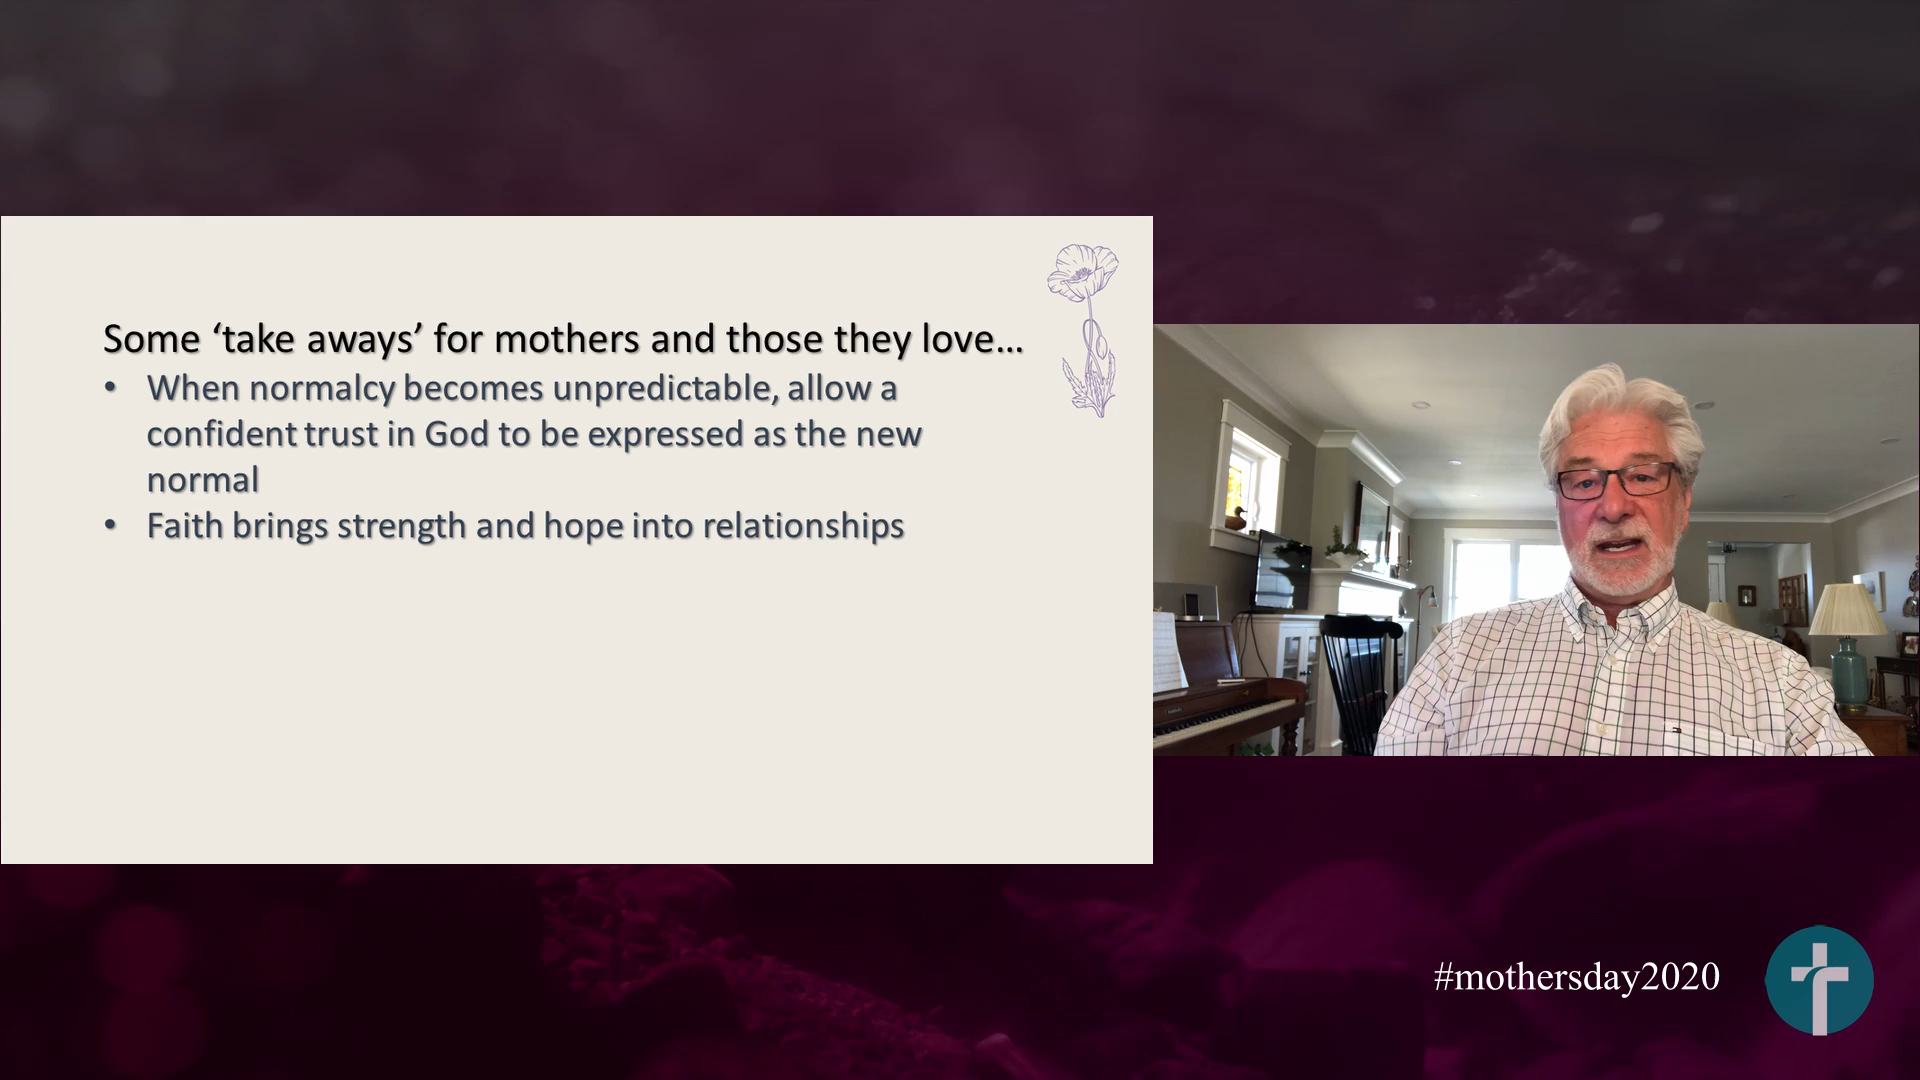 Some ‘take aways’ for mothers and those they love…
• When normalcy becomes unpredictable, allow a
confident trust in God to be expressed as the new
normal
• Faith brings strength and hope into relationships
#mothersday2020